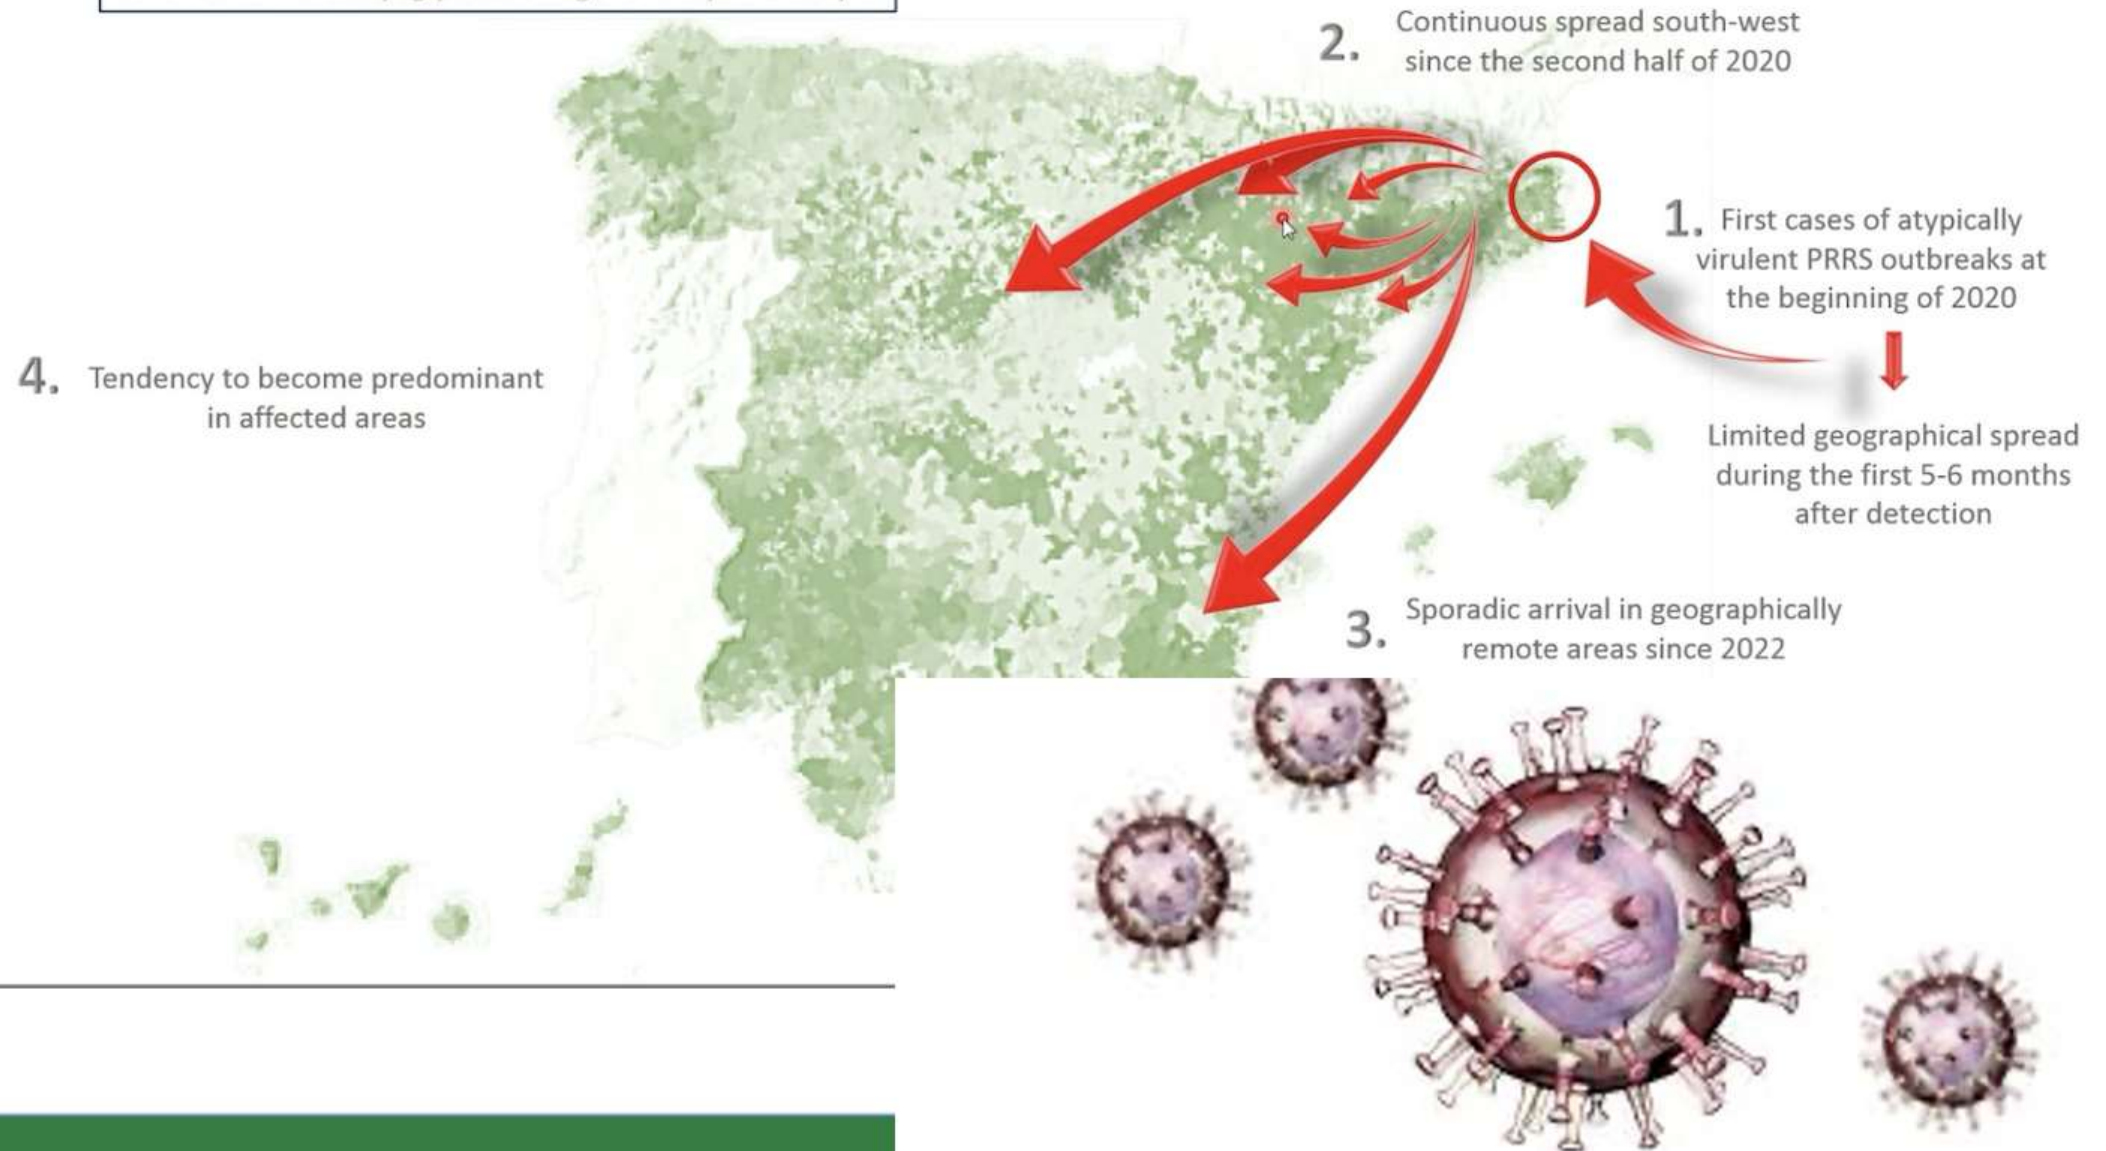 2.
Continuous spread south-west
since the second half of 2020
1. First cases of atypically
virulent PRRS outbreaks at
the beginning of 2020
Limited geographical spread
during the first 5-6 months
after detection
3.
Sporadic arrival in geographically
remote areas since 2022
4. Tendency to become predominant
in affected areas